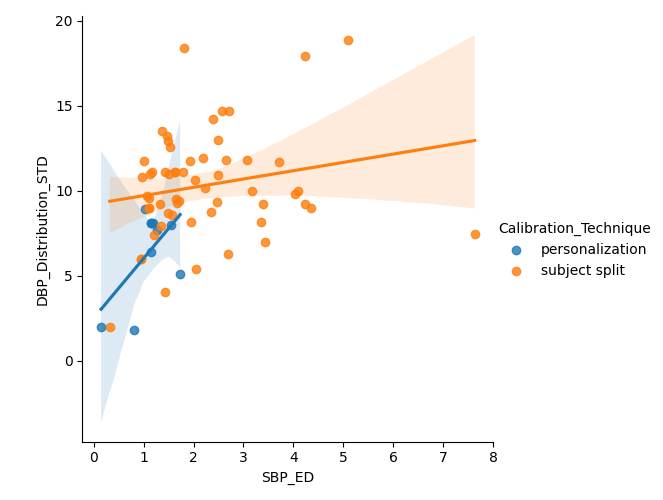 20
15
10
5
0
DBP_Distribution_STD
0 1 2 3 4 5 6 7 8
SBP_ED
Calibration_Technique
personalization
subject split